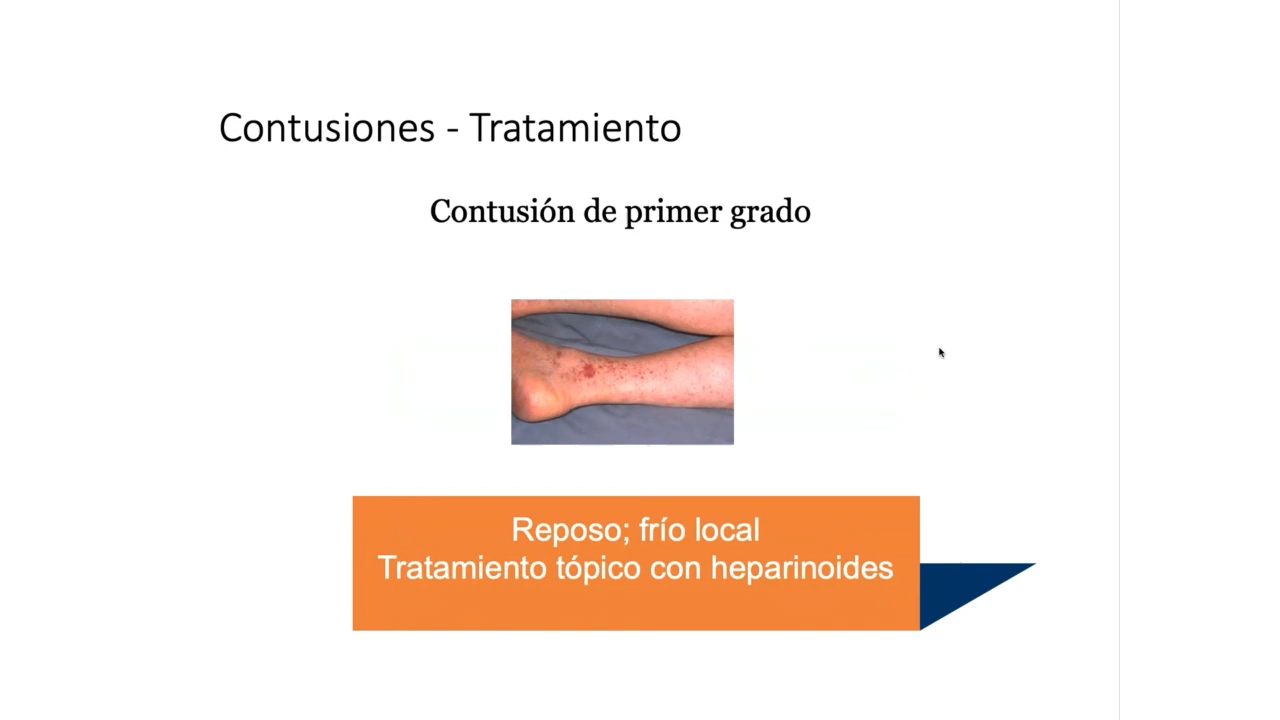 Contusiones - Tratamiento
Contusión de primer grado
Reposo; frío local
Tratamiento tópico con heparinoides